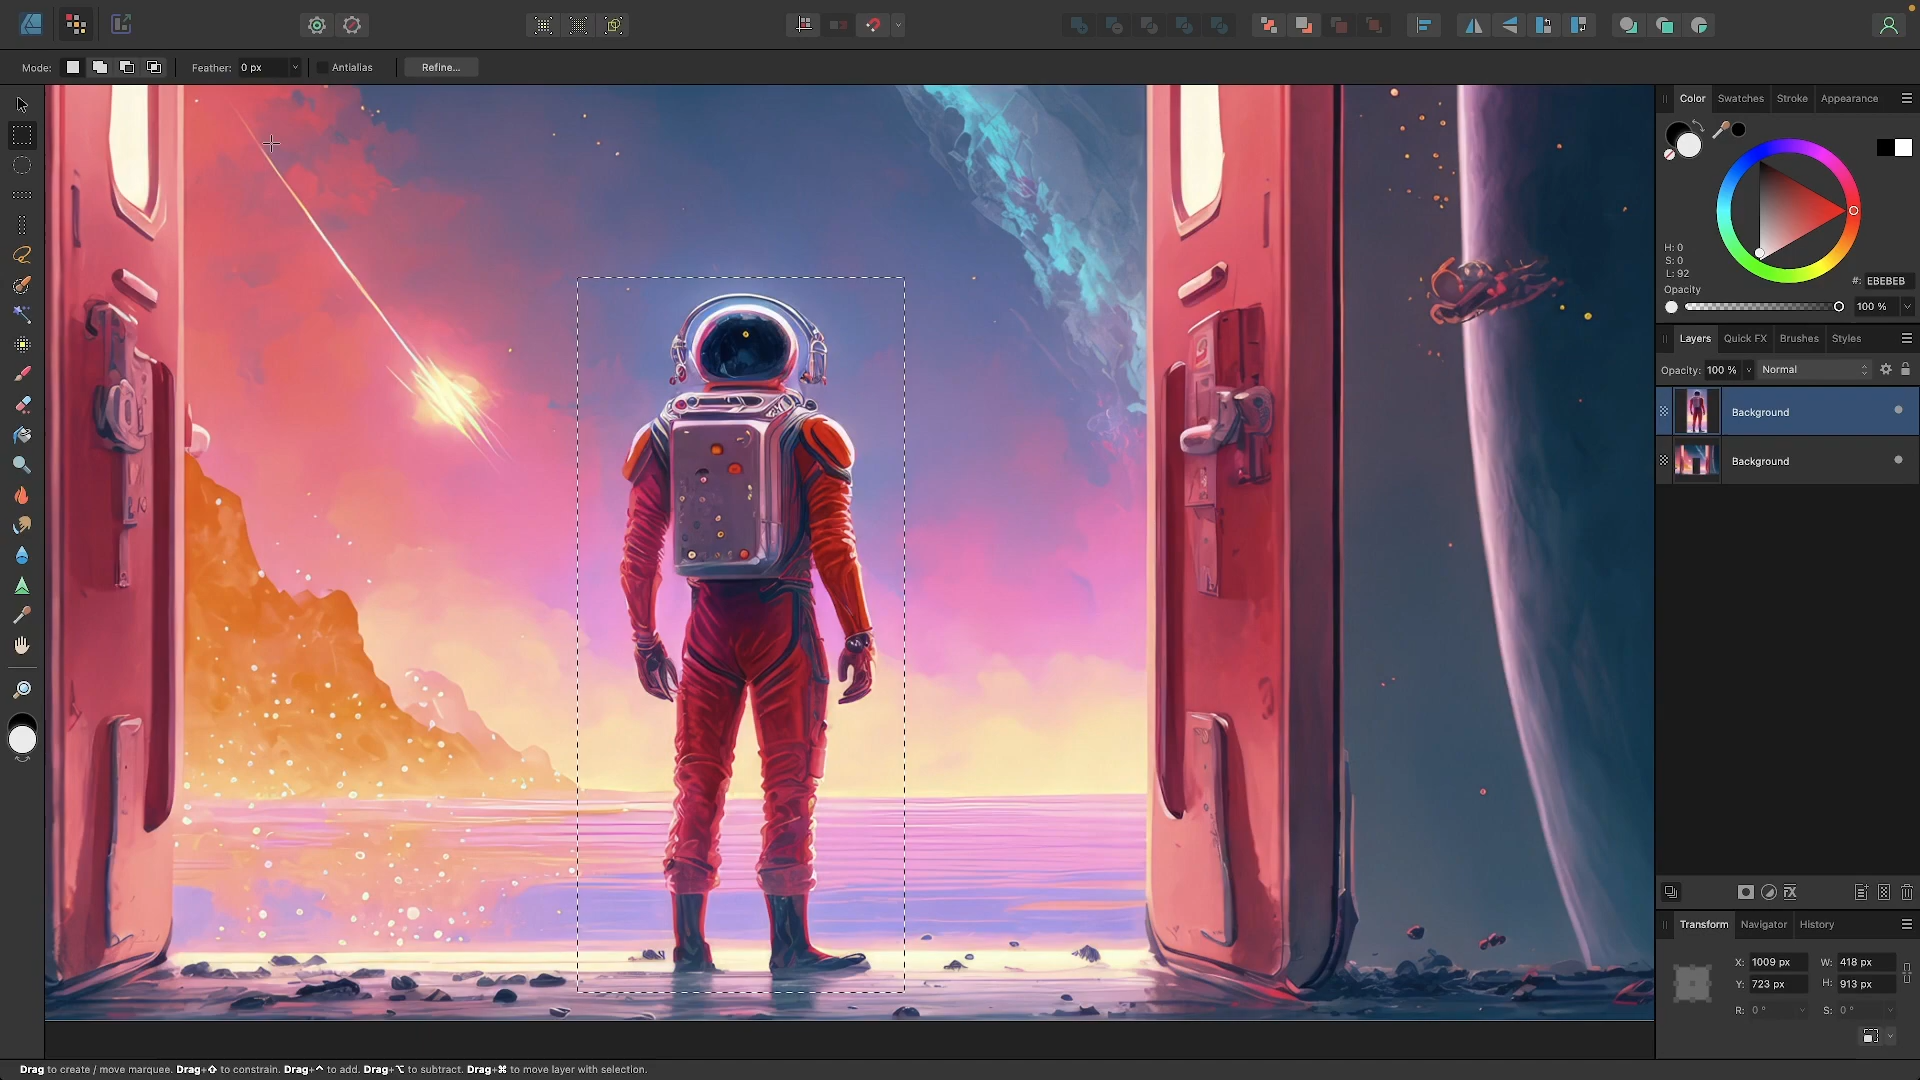 Mode:
Feather: 0 px
Antialias
Refine...
Color Swatches Stroke Appearance
H: 0
S: 0
L: 92
#: EBEBEB
Opacity
100 %
Layers Quick FX Brushes Styles
Opacity: 100 % Normal
Background
Background
Transform Navigator History
X: 1009 px W: 418 px
Y: 723 px H: 913 px
R: 0 ° S: 0 °
Drag to create / move marquee. Drag+⇧ to constrain. Drag+⌃ to add. Drag+⌥ to subtract. Drag+⌘ to move layer with selection.